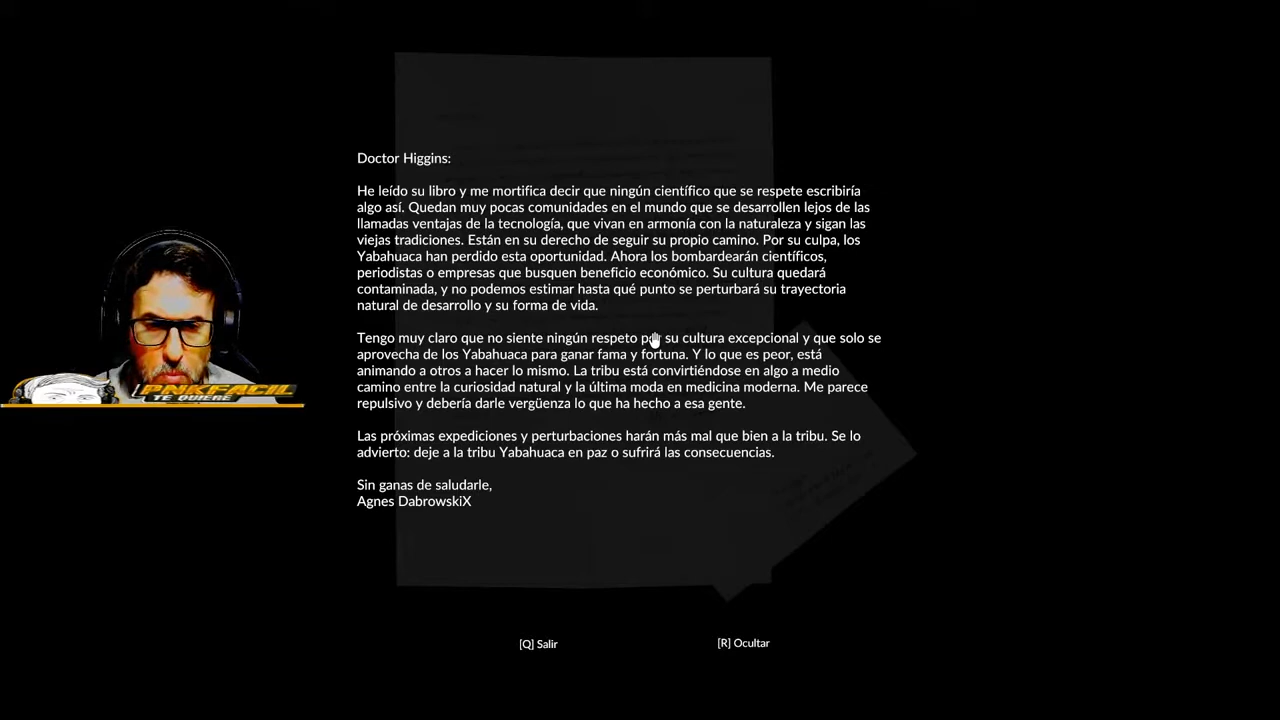 Doctor Higgins:
He leído su libro y me mortifica decir que ningún científico que se respete escribiría
algo así. Quedan muy pocas comunidades en el mundo que se desarrollen lejos de las
llamadas ventajas de la tecnología, que vivan en armonía con la naturaleza y sigan las
viejas tradiciones. Están en su derecho de seguir su propio camino. Por su culpa, los
Yabahuaca han perdido esta oportunidad. Ahora los bombardearán científicos,
periodistas o empresas que busquen beneficio económico. Su cultura quedará
contaminada, y no podemos estimar hasta qué punto se perturbará su trayectoria
natural de desarrollo y su forma de vida.
Tengo muy claro que no siente ningún respeto por su cultura excepcional y que solo se
aprovecha de los Yabahuaca para ganar fama y fortuna. Y lo que es peor, está
animando a otros a hacer lo mismo. La tribu está convirtiéndose en algo a medio
camino entre la curiosidad natural y la última moda en medicina moderna. Me parece
repulsivo y debería darle vergüenza lo que ha hecho a esa gente.
Las próximas expediciones y perturbaciones harán más mal que bien a la tribu. Se lo
advierto: deje a la tribu Yabahuaca en paz o sufrirá las consecuencias.
Sin ganas de saludarle,
Agnes DabrowskiX
PNKFACIL
TE QUIERE
[Q] Salir
[R] Ocultar